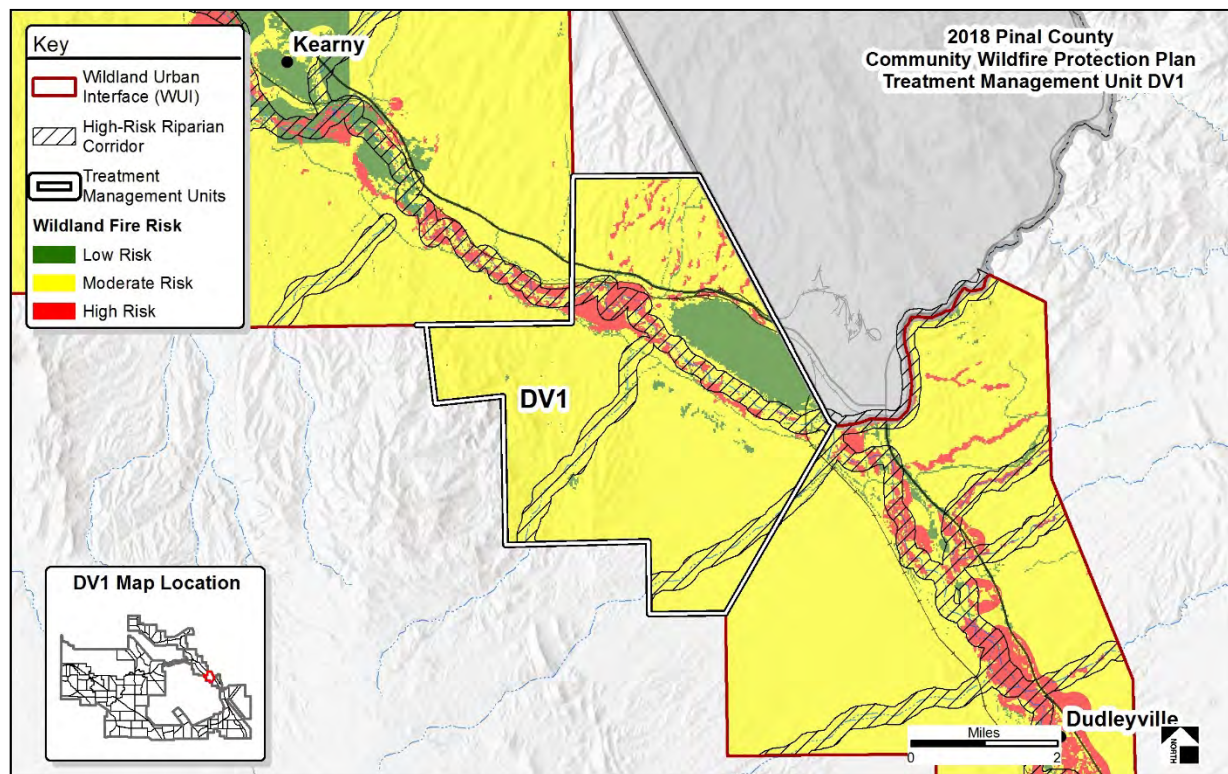 2018 Pinal County
Community Wildfire Protection Plan
Treatment Management Unit DV1
Key
Wildland Urban
Interface (WUI)
High-Risk Riparian
Corridor
Treatment
Management Units
Wildland Fire Risk
Low Risk
Moderate Risk
High Risk
Kearny
DV1
DV1 Map Location
Dudleyville
Miles
0
2
NORTH